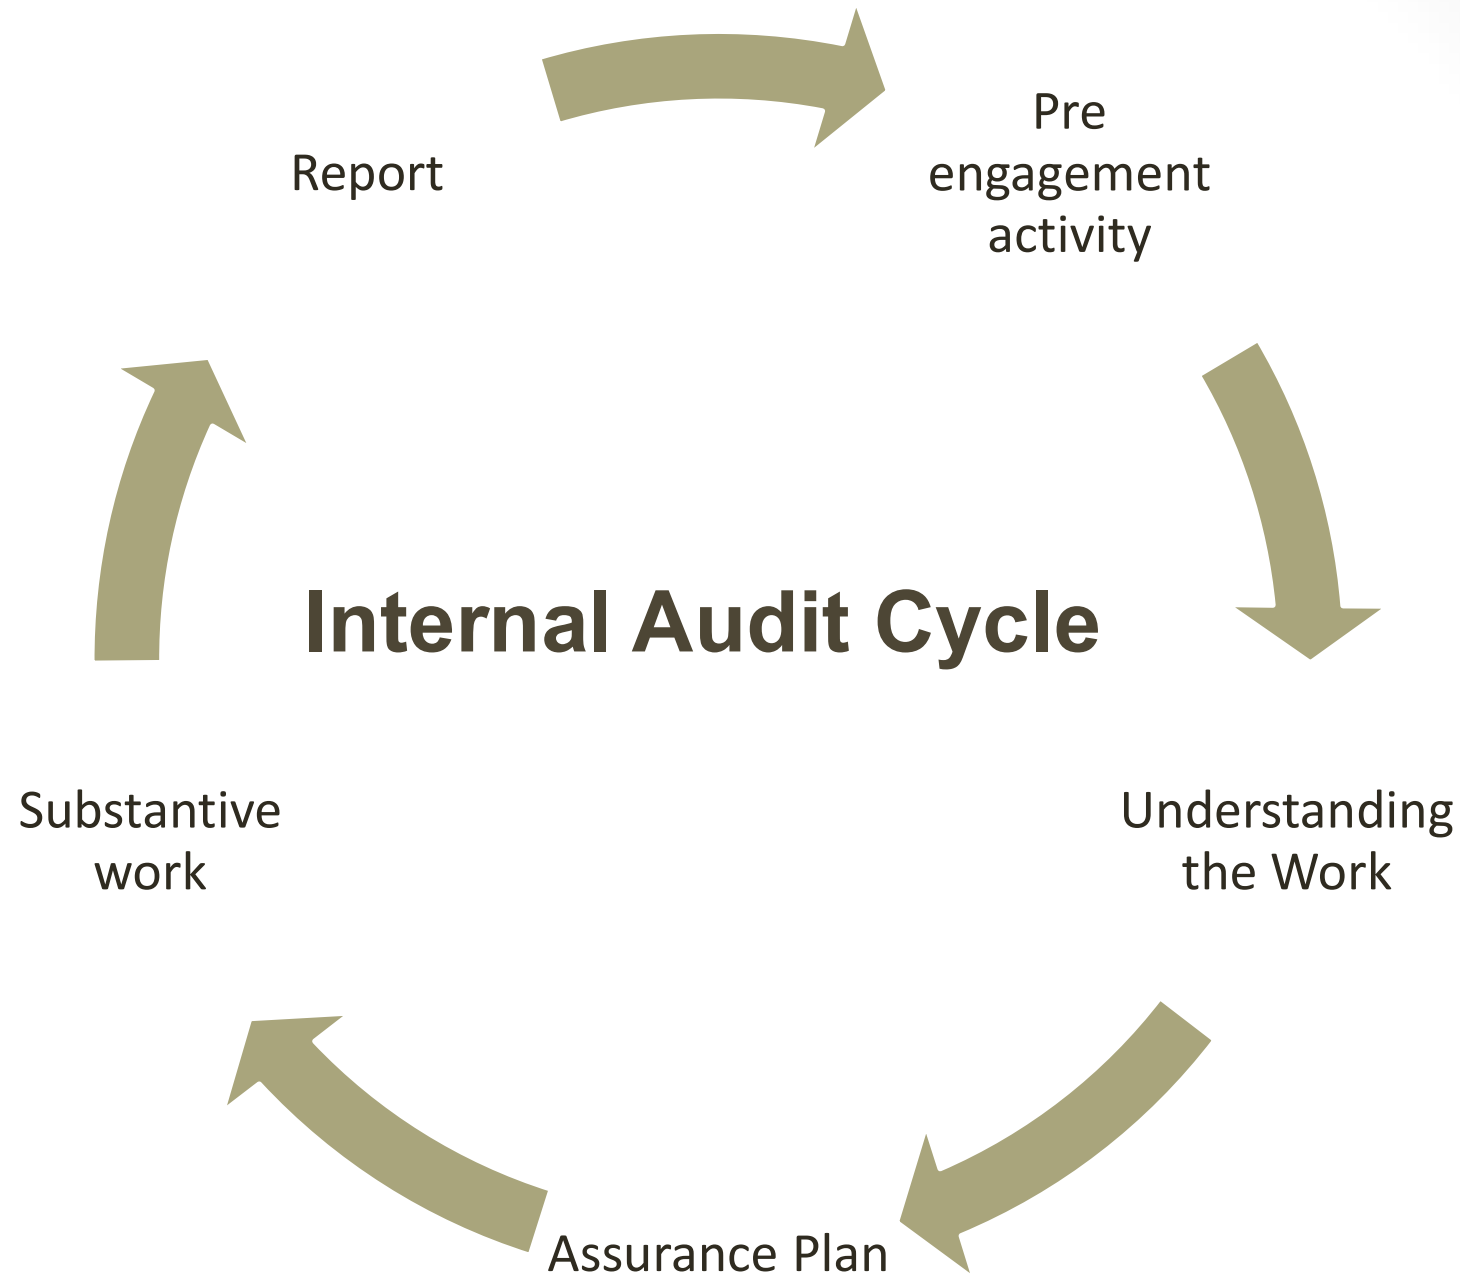 Report
Pre
engagement
activity
Internal Audit Cycle
Substantive
work
Understanding
the Work
Assurance Plan